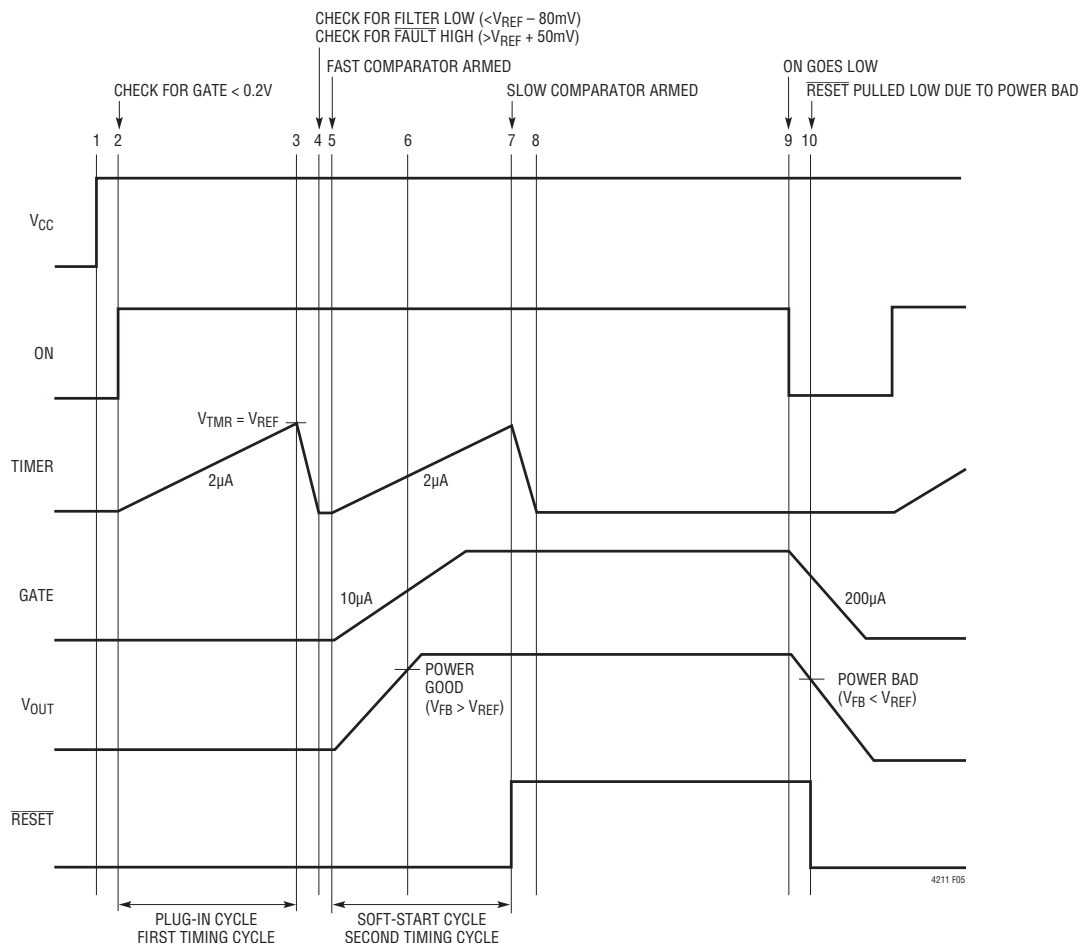 CHECK FOR FILTER LOW (<VREF – 80mV)
CHECK FOR FAULT HIGH (>VREF + 50mV)
FAST COMPARATOR ARMED
ON GOES LOW
CHECK FOR GATE < 0.2V
SLOW COMPARATOR ARMED
RESET PULLED LOW DUE TO POWER BAD
1 2 3 4 5 6 7 8 9 10
VCC
ON
VTMR = VREF
TIMER
2µA
2µA
GATE
10µA
200µA
POWER
GOOD
(VFB > VREF)
POWER BAD
(VFB < VREF)
VOUT
RESET
4211 F05
PLUG-IN CYCLE
FIRST TIMING CYCLE
SOFT-START CYCLE
SECOND TIMING CYCLE